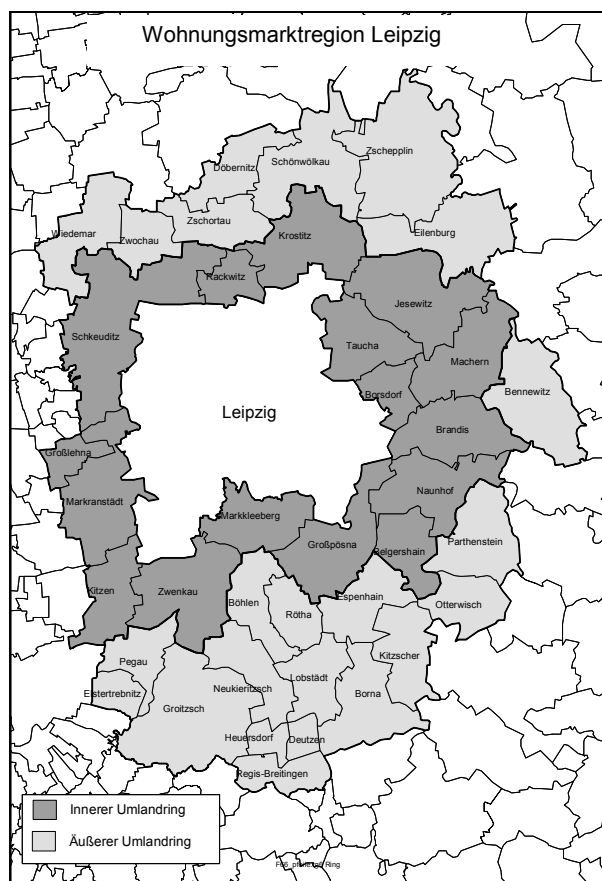 Wohnungsmarktregion Leipzig
Zschepplin
Schönwölkau
Döbernitz
Zschortau
Wiedemar
Zwochau
Krostitz
Eilenburg
Rackwitz
Jesewitz
Schkeuditz
Taucha
Machern
Borsdorf
Bennewitz
Leipzig
Brandis
Großlehna
Naunhof
Markranstädt
Markkleeberg
Parthenstein
Großpösna
Belgershain
Kitzen
Zwenkau
Espenhain
Böhlen
Otterwisch
Rötha
Kitzscher
Pegau
Lobstädt
Neukieritzsch
Elstertrebnitz
Borna
Groitzsch
Heuersdorf
Deutzen
Regis-Breitingen
Innerer Umlandring
Äußerer Umlandring
Ring